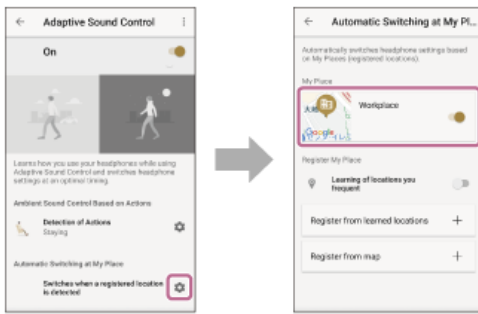 Adaptive Sound Control
On
Learns how you use your headphones while using
Adaptive Sound Control and switches headphone
settings at an optimal timing.
Ambient Sound Control Based on Actions
Detection of Actions
Staying
Automatic Switching at My Place
Switches when a registered location
is detected
Automatic Switching at My Pl...
Automatically switches headphone settings based
on My Places (registered locations).
My Place
Workplace
Google
Register My Place
Learning of locations you
frequent
Register from learned locations
Register from map